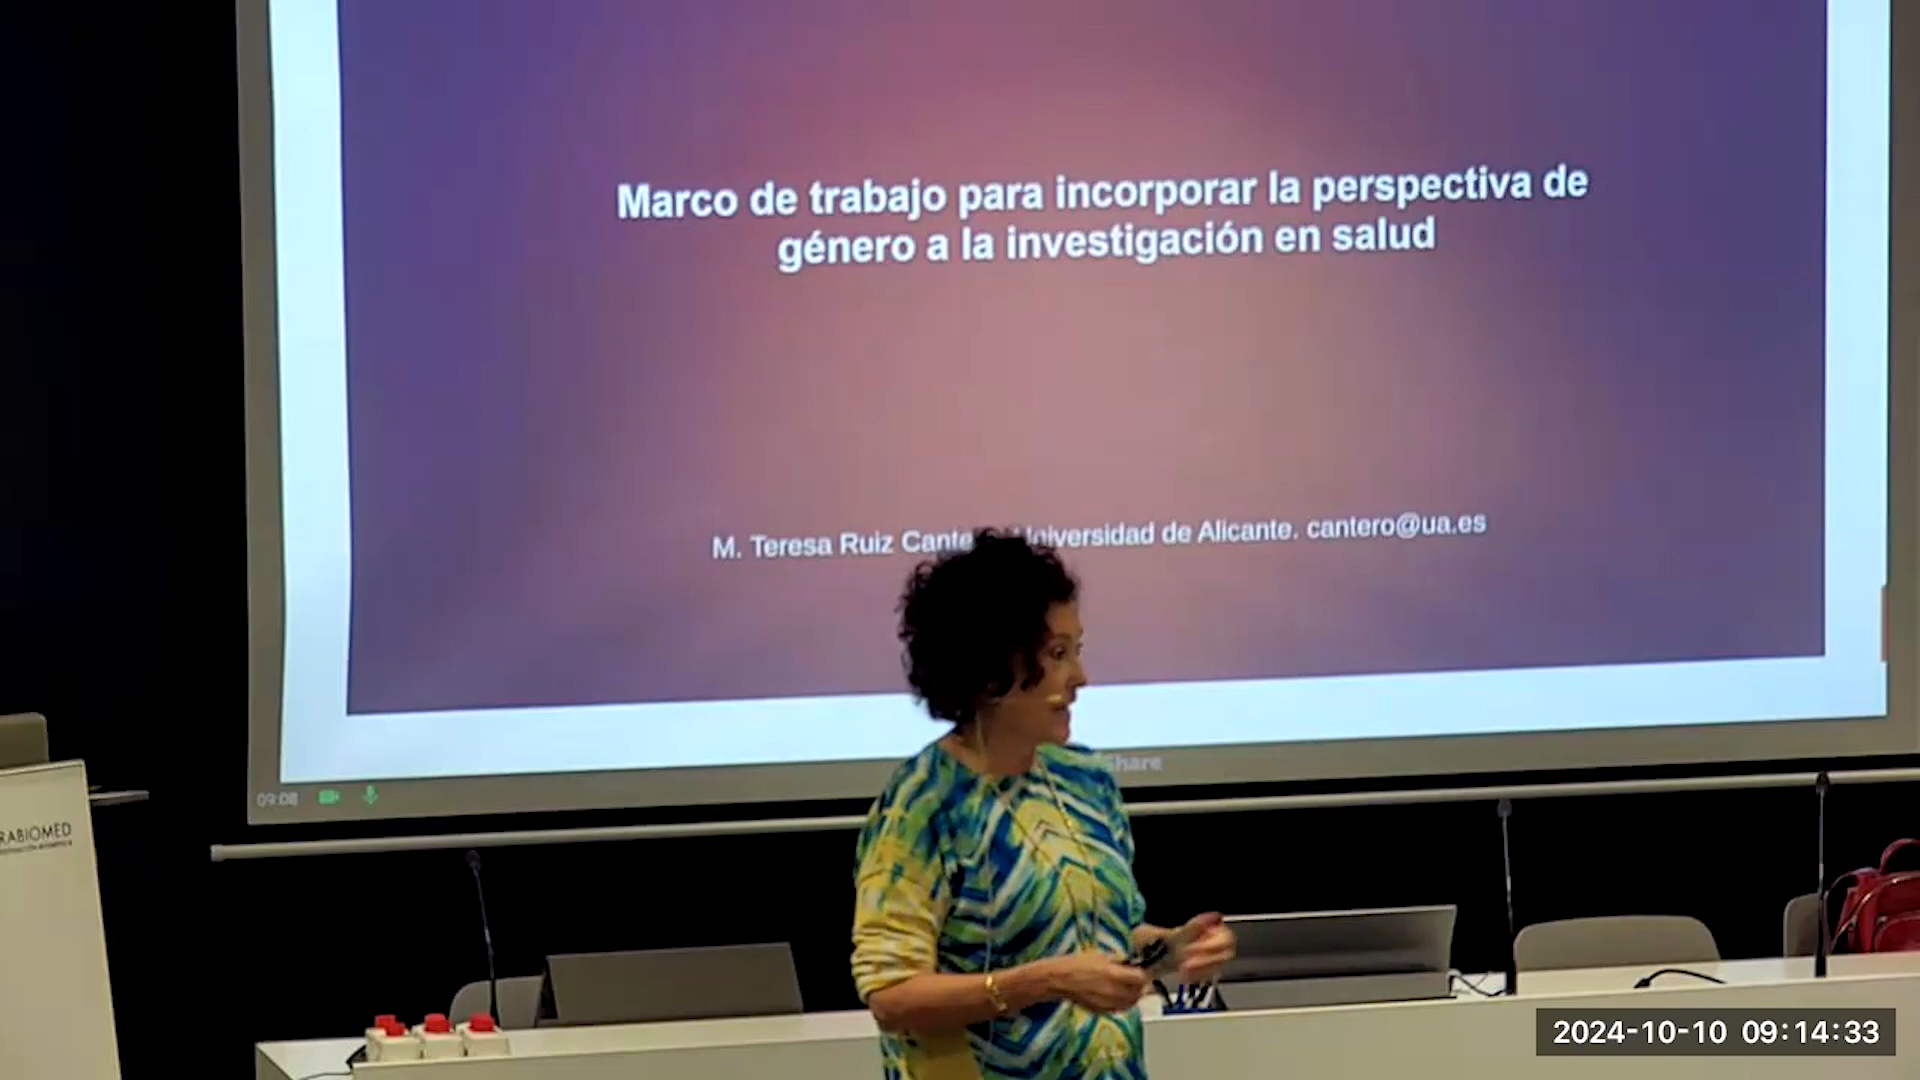 Marco de trabajo para incorporar la perspectiva de
género a la investigación en salud
M. Teresa Ruiz Cante Universidad de Alicante. cantero@ua.es
Share
09:08
RABIOMED
2024-10-10 09:14:33